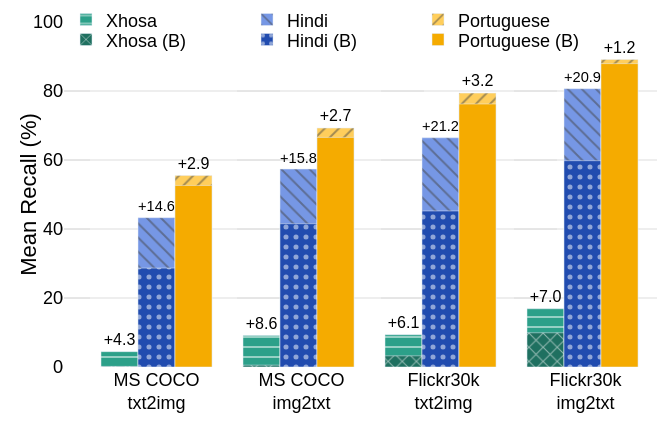 100
Xhosa
Hindi
Portuguese
Xhosa (B)
Hindi (B)
Portuguese (B)
80
60
40
20
0
Mean Recall (%)
+4.3
+14.6
+2.9
+8.6
+15.8
+2.7
+6.1
+21.2
+3.2
+7.0
+20.9
+1.2
MS COCO
txt2img
MS COCO
img2txt
Flickr30k
txt2img
Flickr30k
img2txt